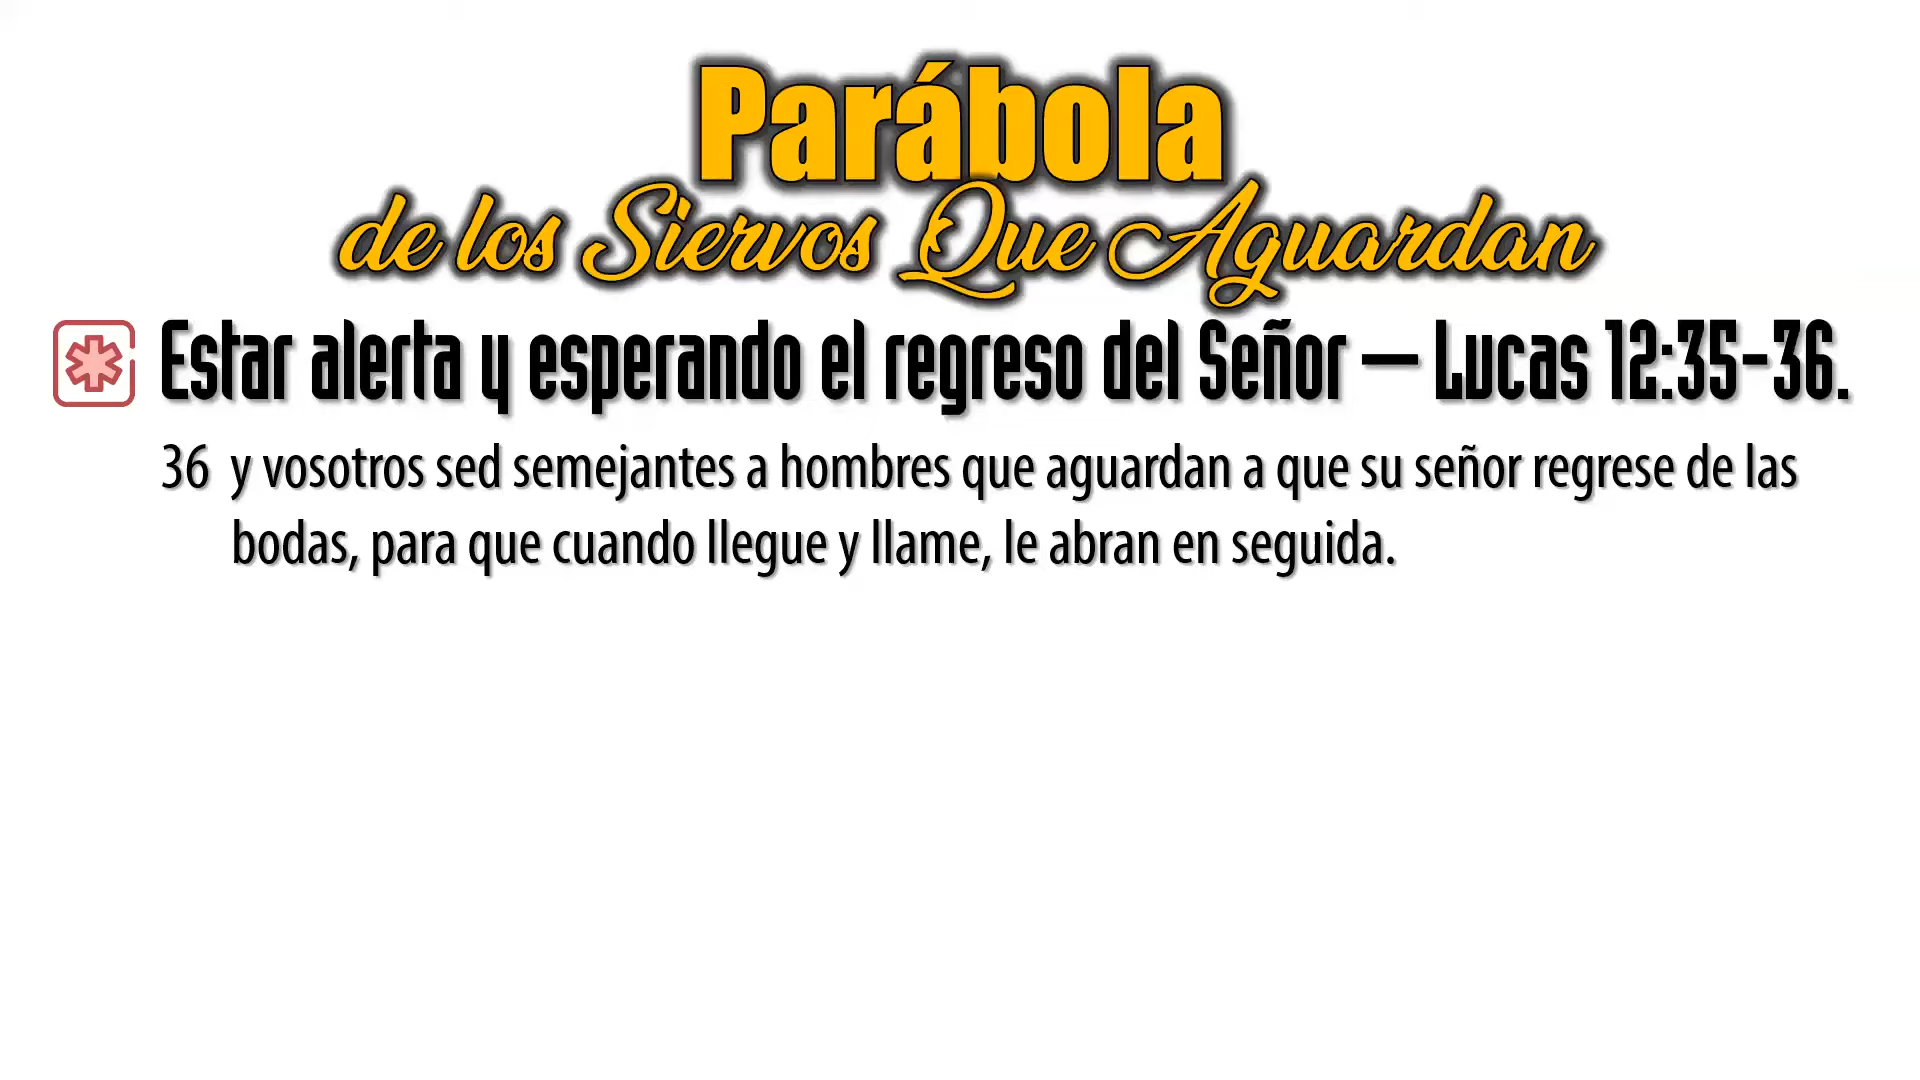 Parábola
de los Siervos Que Aguardan
Estar alerta y esperando el regreso del Señor — Lucas 12:35-36.
36 y vosotros sed semejantes a hombres que aguardan a que su señor regrese de las
bodas, para que cuando llegue y llame, le abran en seguida.